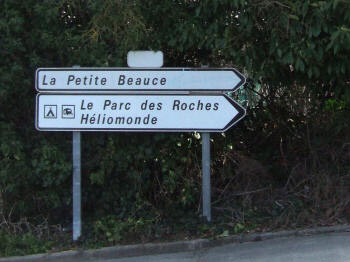 La Petite Beauce
Le Parc des Roches
Héliomonde